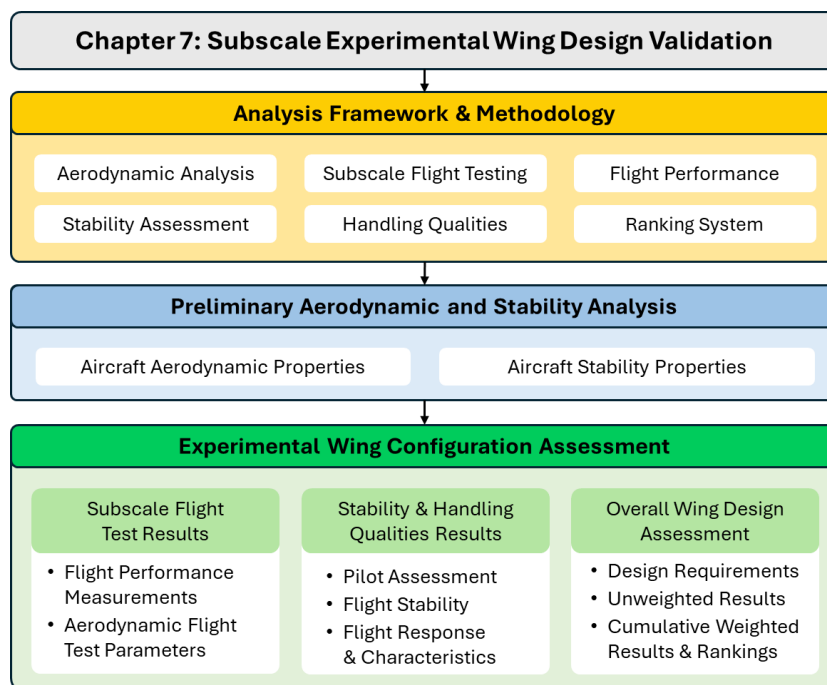 Chapter 7: Subscale Experimental Wing Design Validation
Analysis Framework & Methodology
Aerodynamic Analysis
Subscale Flight Testing
Flight Performance
Stability Assessment
Handling Qualities
Ranking System
Preliminary Aerodynamic and Stability Analysis
Aircraft Aerodynamic Properties
Aircraft Stability Properties
Experimental Wing Configuration Assessment
Subscale Flight
Test Results
• Flight Performance
Measurements
• Aerodynamic Flight
Test Parameters
Stability & Handling
Qualities Results
• Pilot Assessment
• Flight Stability
• Flight Response
& Characteristics
Overall Wing Design
Assessment
• Design Requirements
• Unweighted Results
• Cumulative Weighted
Results & Rankings